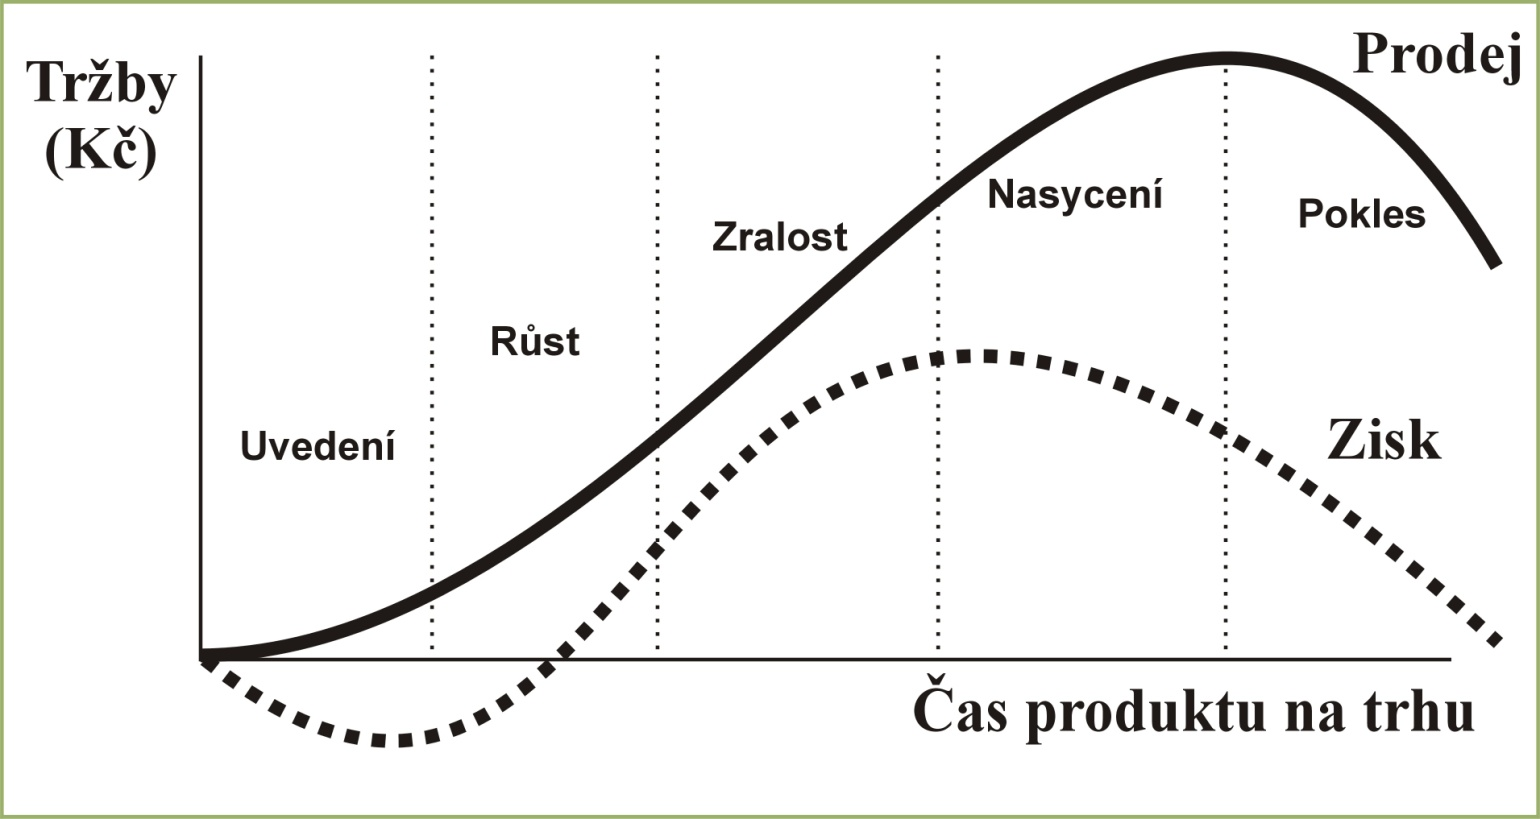 Tržby
(Kč)
Prodej
Nasycení
Pokles
Zralost
Růst
Uvedení
Zisk
Čas produktu na trhu